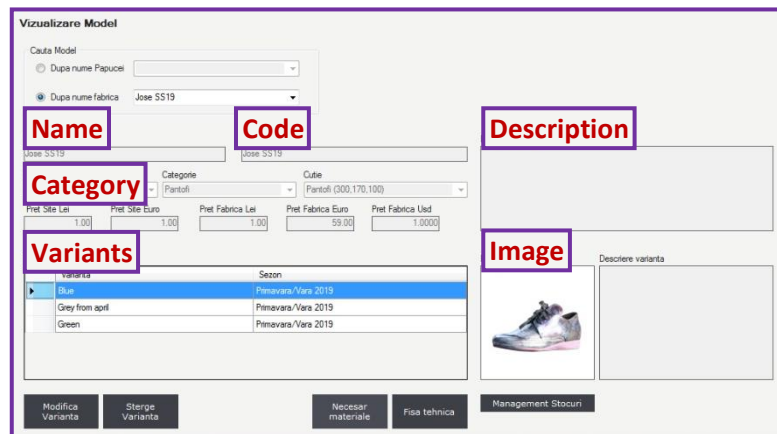 Vizualizare Model
Cauta Model
Dupa nume Papucei
Dupa nume fabrica Jose SS19
Name Code Description
Jose SS19 Jose SS19
Category Categorie Cutie
Pantofi Pantofi (300,170,100)
Pret Site Lei Pret Site Euro Pret Fabrica Lei Pret Fabrica Euro Pret Fabrica Usd
1.00 1.00 1.00 59.00 1.0000
Variants Image Descriere varianta
Varianta Sezon
Blue Primavara/Vara 2019
Grey from april Primavara/Vara 2019
Green Primavara/Vara 2019
Modifica Varianta
Sterge Varianta
Necesar materiale
Fisa tehnica
Management Stocuri